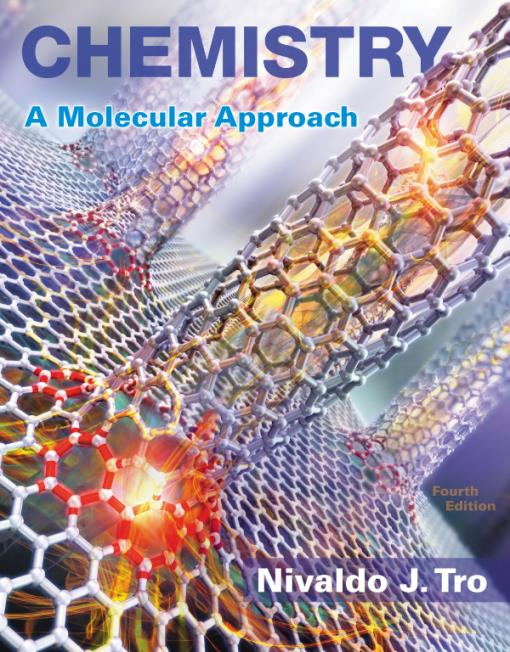 CHEMISTRY
A Molecular Approach
Fourth
Edition
Nivaldo J. Tro